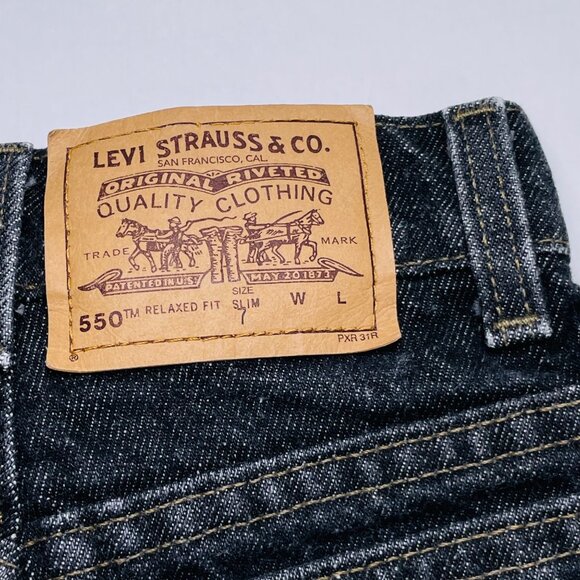 LEVI STRAUSS & CO.
SAN FRANCISCO, CAL.
ORIGINAL RIVETED
QUALITY CLOTHING
TRADE MARK
PATENTED IN U.S. MAY 20 1873
SIZE
550™ RELAXED FIT SLIM W L
7
PXR 31R
®